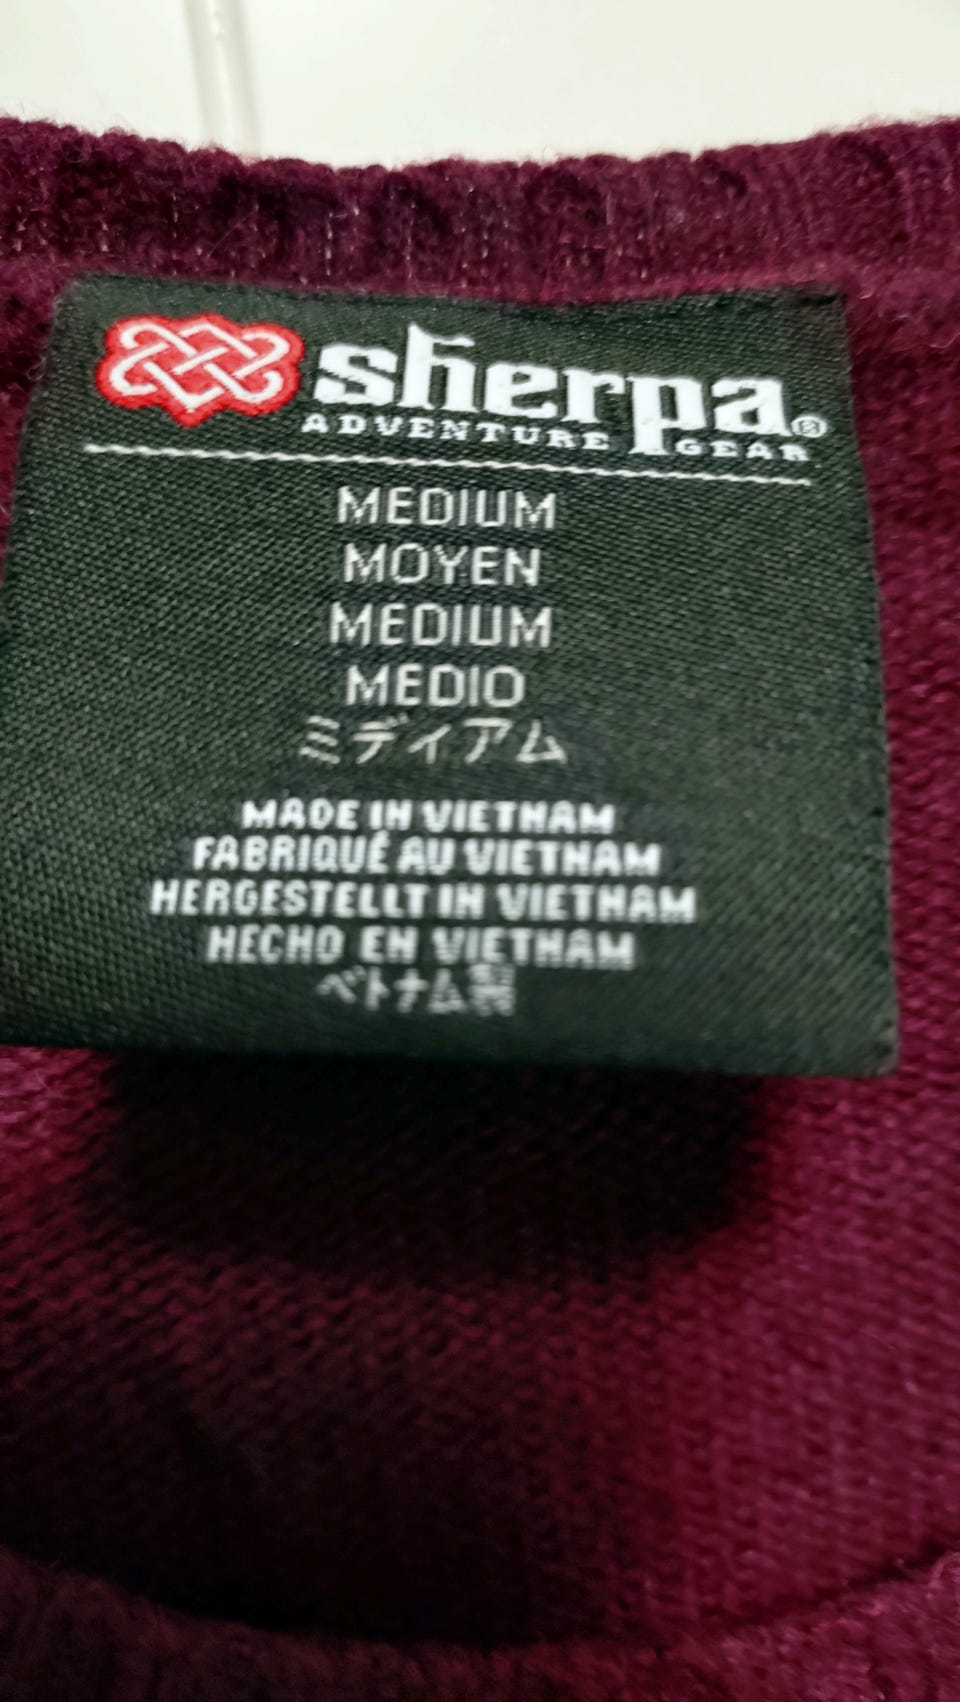 sherpa®
ADVENTURE GEAR
MEDIUM
MOYEN
MEDIUM
MEDIO
ミディアム
MADE IN VIETNAM
FABRIQUÉ AU VIETNAM
HERGESTELLT IN VIETNAM
HECHO EN VIETNAM
ベトナム製